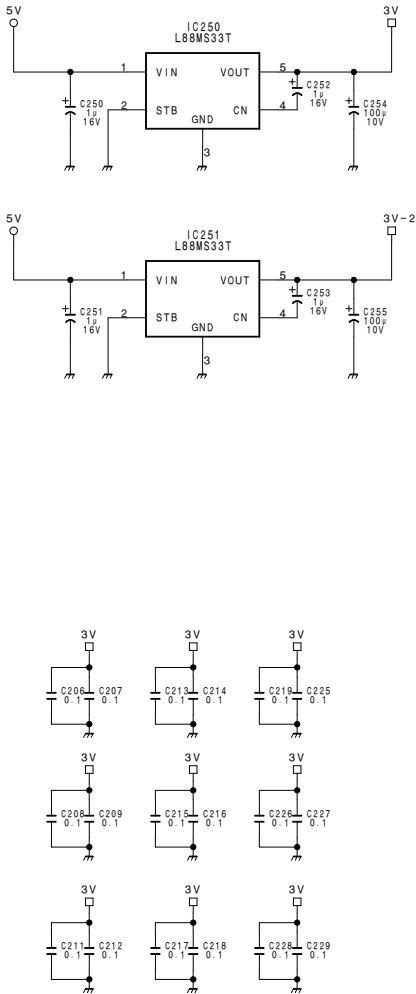 5V
IC250
L88MS33T
3V
1 VIN VOUT 5
C250
1μ
16V
2 STB CN 4
GND
3
C252
1μ
16V
C254
100μ
10V
5V
IC251
L88MS33T
3V-2
1 VIN VOUT 5
C251
1μ
16V
2 STB CN 4
GND
3
C253
1μ
16V
C255
100μ
10V
3V 3V 3V
C206 C207 C213 C214 C219 C225
0.1 0.1 0.1 0.1 0.1 0.1
3V 3V 3V
C208 C209 C215 C216 C226 C227
0.1 0.1 0.1 0.1 0.1 0.1
3V 3V 3V
C211 C212 C217 C218 C228 C229
0.1 0.1 0.1 0.1 0.1 0.1